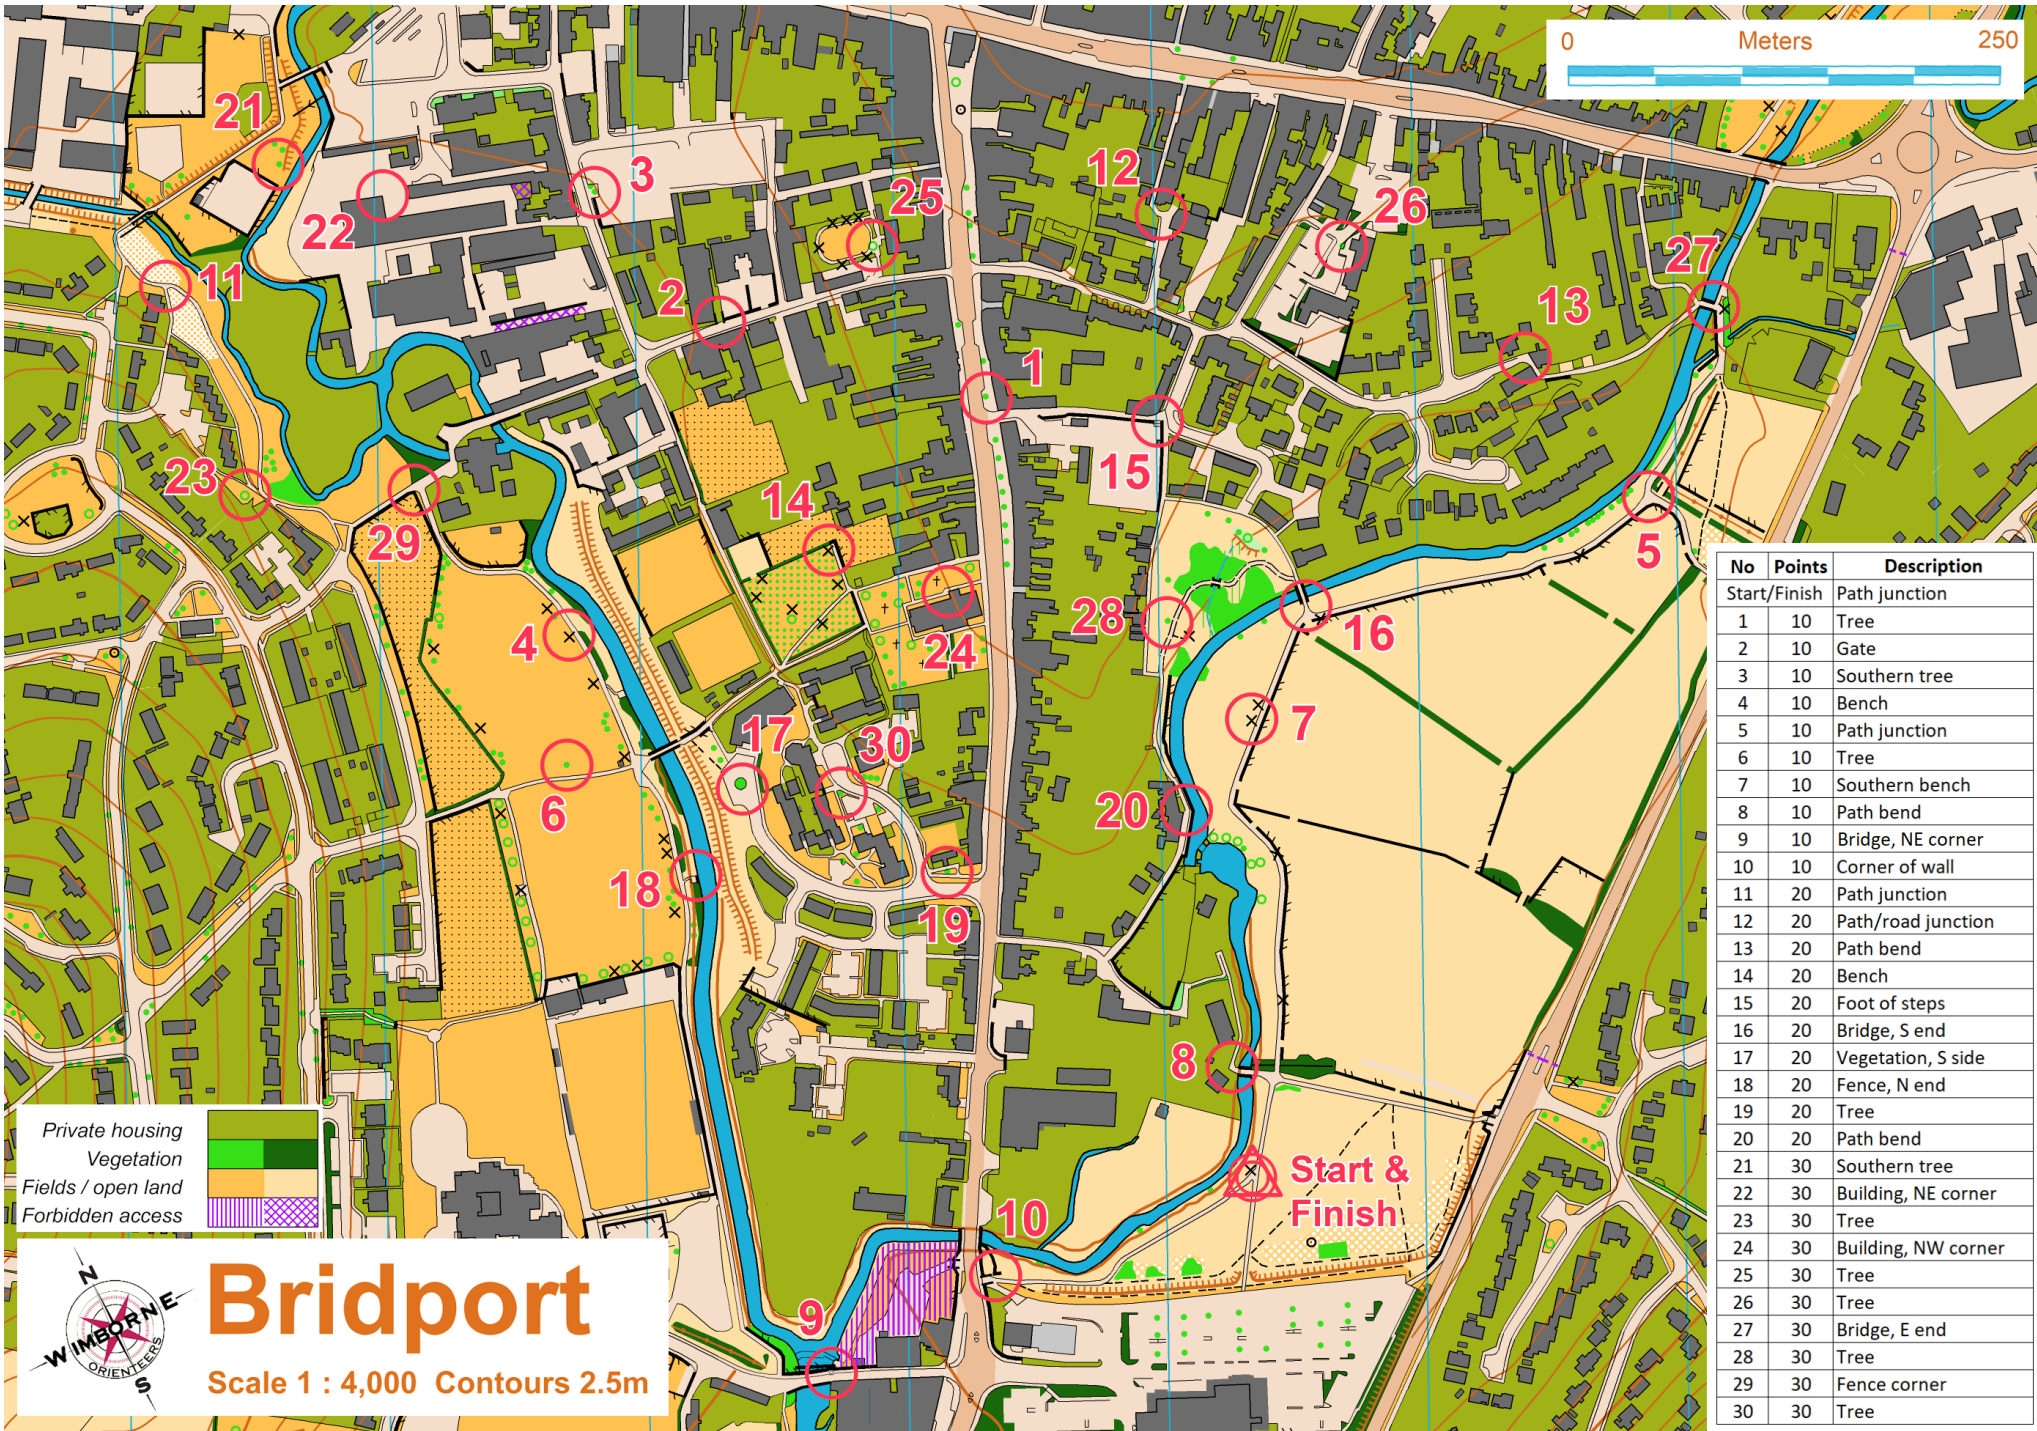 0 Meters 250
21
12
3
25
26
22
27
11
2
13
1
23
15
14
29
5
28
4
24
16
7
17
30
6
20
18
19
8
Start &
Finish
10
9
No Points Description
Start/Finish Path junction
1 10 Tree
2 10 Gate
3 10 Southern tree
4 10 Bench
5 10 Path junction
6 10 Tree
7 10 Southern bench
8 10 Path bend
9 10 Bridge, NE corner
10 10 Corner of wall
11 20 Path junction
12 20 Path/road junction
13 20 Path bend
14 20 Bench
15 20 Foot of steps
16 20 Bridge, S end
17 20 Vegetation, S side
18 20 Fence, N end
19 20 Tree
20 20 Path bend
21 30 Southern tree
22 30 Building, NE corner
23 30 Tree
24 30 Building, NW corner
25 30 Tree
26 30 Tree
27 30 Bridge, E end
28 30 Tree
29 30 Fence corner
30 30 Tree
Private housing
Vegetation
Fields / open land
Forbidden access
N
WIMBORNE
ORIENTEERS
S
Bridport
Scale 1 : 4,000 Contours 2.5m